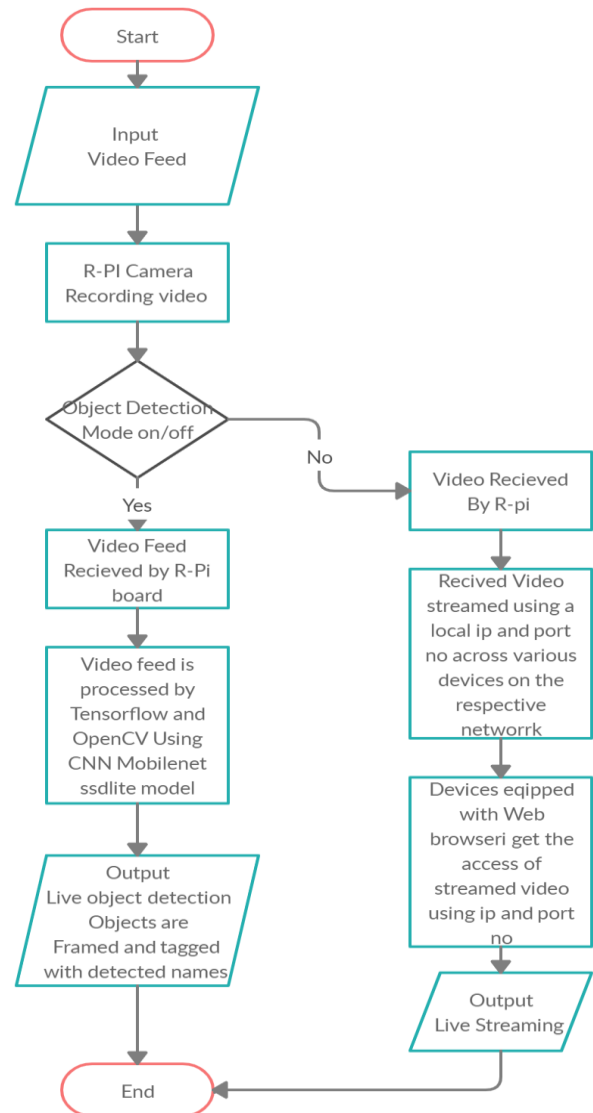 Start
Input
Video Feed
R-PI Camera
Recording video
Object Detection
Mode on/off
No
Yes
Video Feed
Recieved by R-Pi
board
Video feed is
processed by
Tensorflow and
OpenCV Using
CNN Mobilenet
ssdlite model
Output
Live object detection
Objects are
Framed and tagged
with detected names
Video Recieved
By R-pi
Recived Video
streamed using a
local ip and port
no across various
devices on the
respective
networrk
Devices eqipped
with Web
browseri get the
access of
streamed video
using ip and port
no
Output
Live Streaming
End